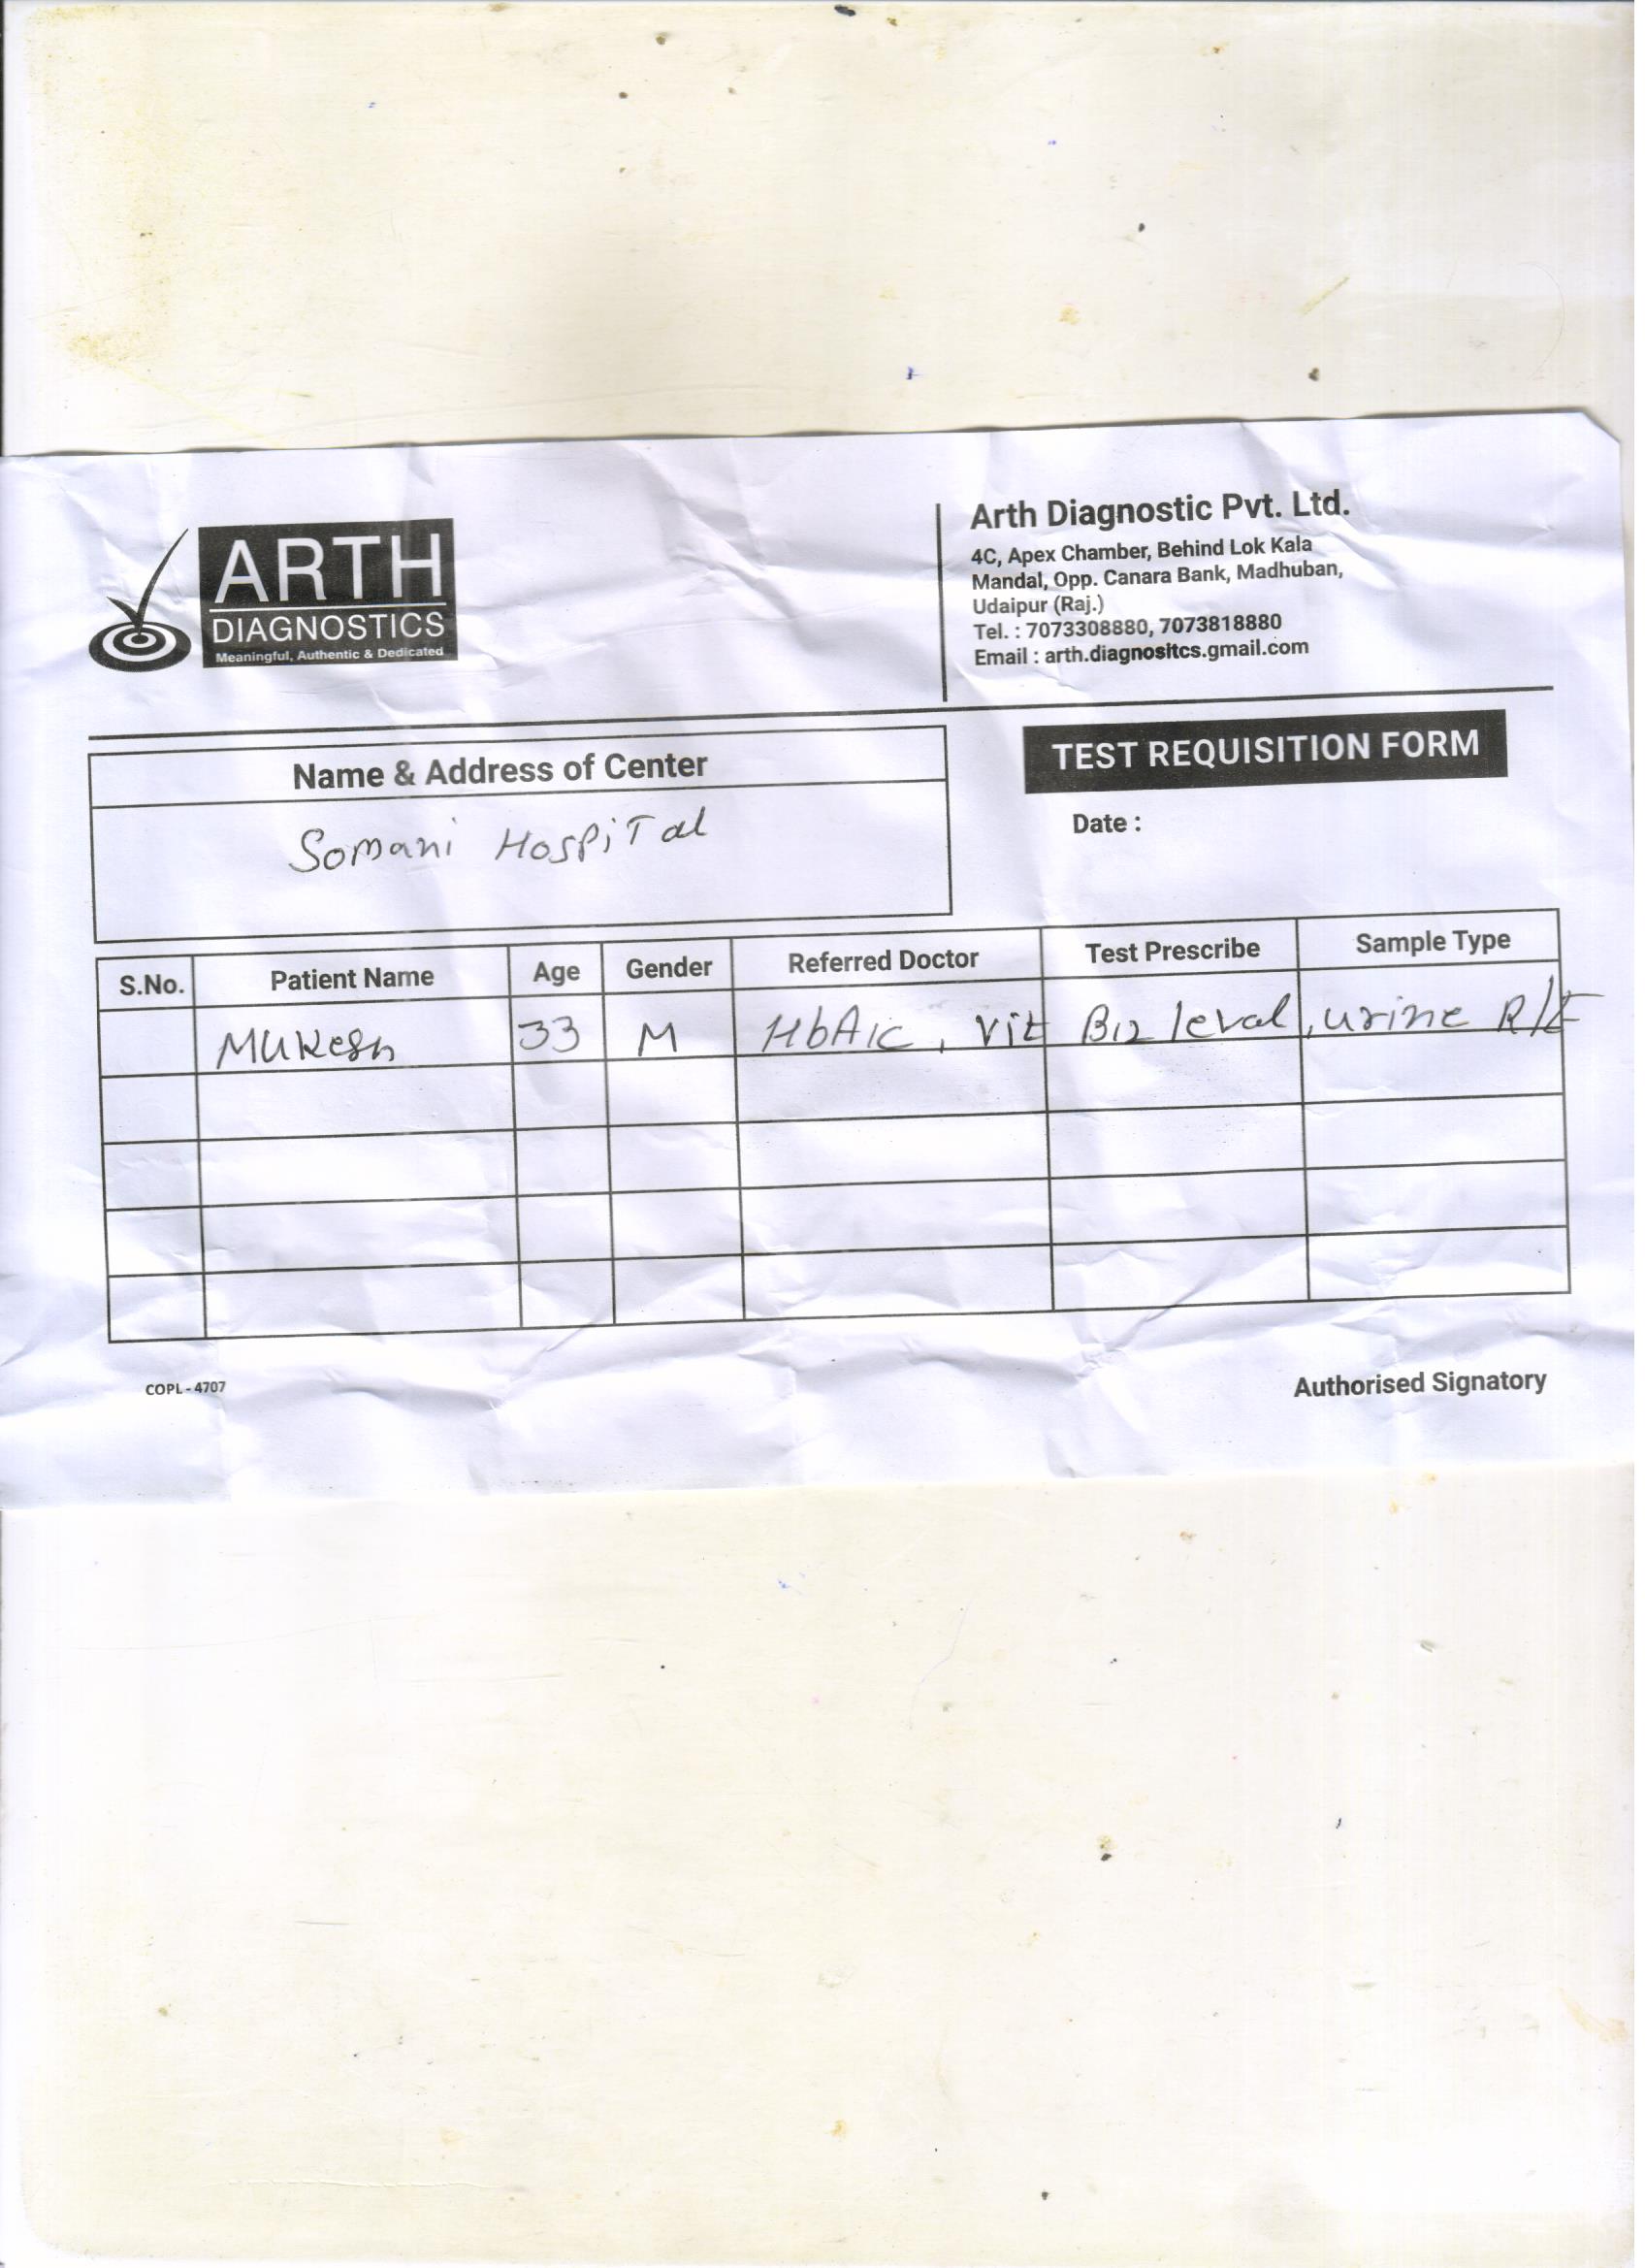 ARTH
DIAGNOSTICS
Meaningful, Authentic & Dedicated
Arth Diagnostic Pvt. Ltd.
4C, Apex Chamber, Behind Lok Kala
Mandal, Opp. Canara Bank, Madhuban,
Udaipur (Raj.)
Tel. : 7073308880, 7073818880
Email : arth.diagnositcs.gmail.com
Name & Address of Center
Somani Hospital
TEST REQUISITION FORM
Date :
S.No. Patient Name Age Gender Referred Doctor Test Prescribe Sample Type
Mukesh 33 M HbA1c, Vit B12 leval, urine R/E
COPL - 4707
Authorised Signatory